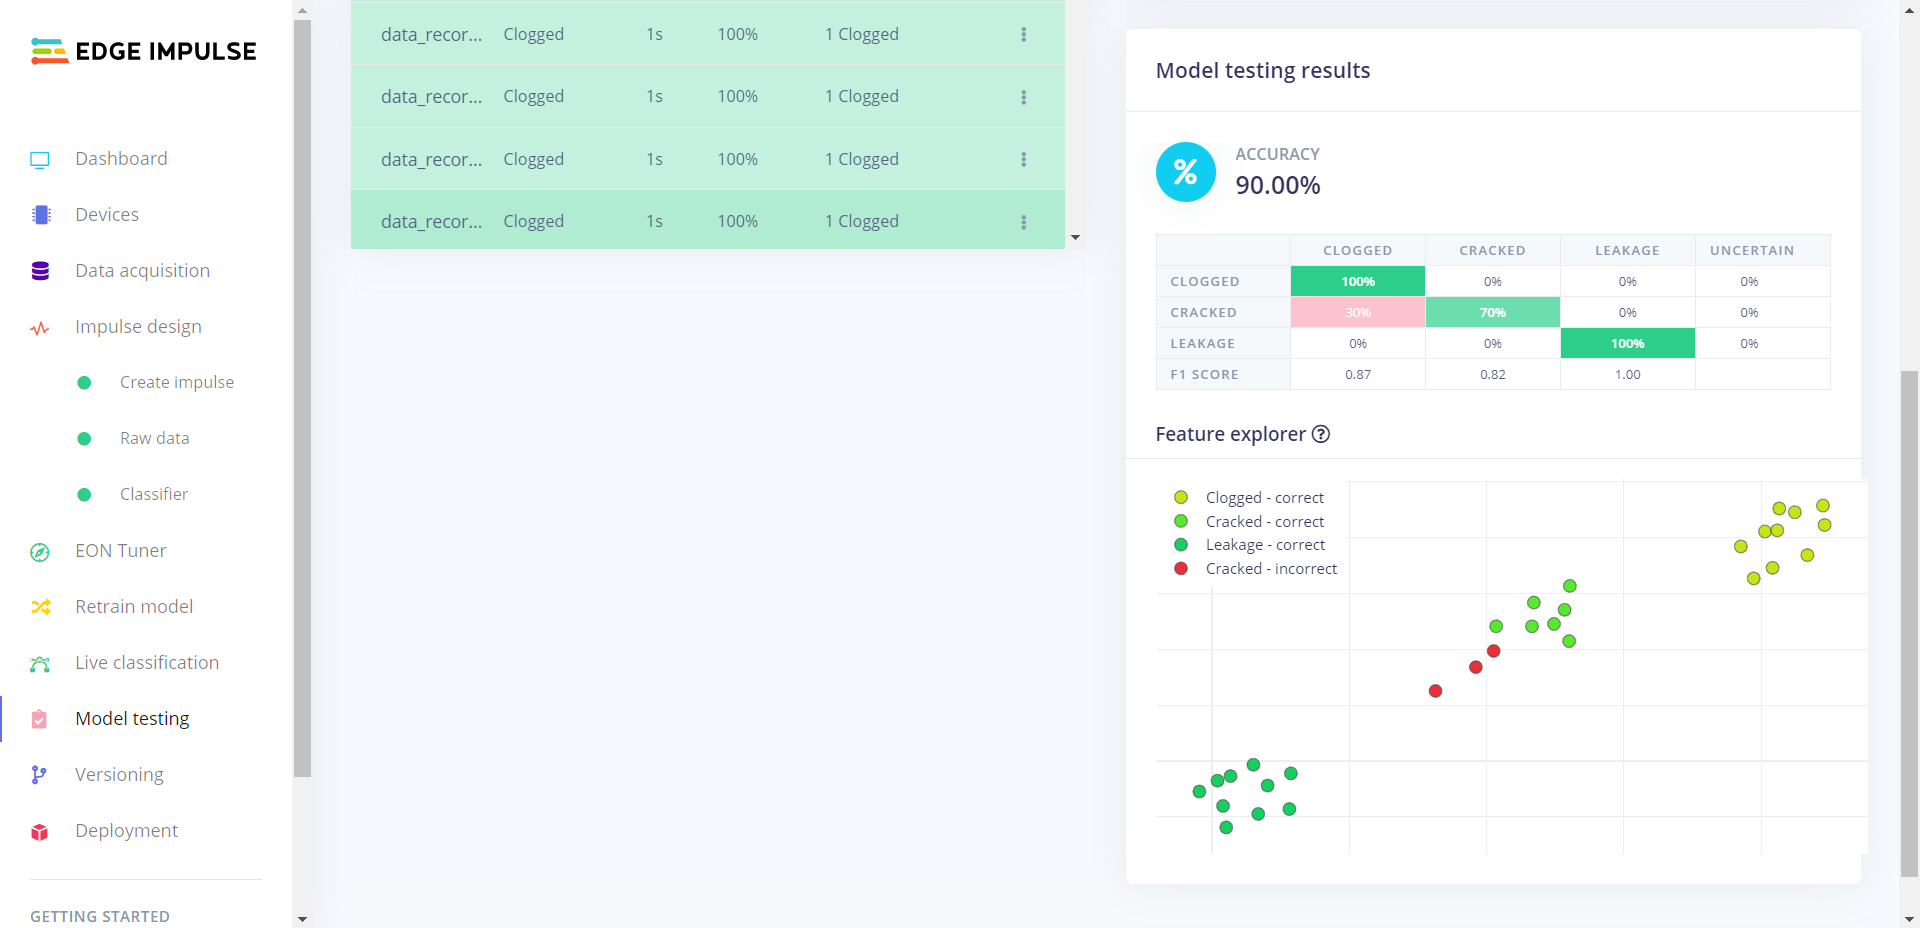 EDGE IMPULSE
Dashboard
Devices
Data acquisition
Impulse design
Create impulse
Raw data
Classifier
EON Tuner
Retrain model
Live classification
Model testing
Versioning
Deployment
GETTING STARTED
data_recor... Clogged 1s 100% 1 Clogged
data_recor... Clogged 1s 100% 1 Clogged
data_recor... Clogged 1s 100% 1 Clogged
data_recor... Clogged 1s 100% 1 Clogged
Model testing results
%
ACCURACY
90.00%
CLOGGED CRACKED LEAKAGE UNCERTAIN
CLOGGED 100% 0% 0% 0%
CRACKED 30% 70% 0% 0%
LEAKAGE 0% 0% 100% 0%
F1 SCORE 0.87 0.82 1.00
Feature explorer ?
Clogged - correct
Cracked - correct
Leakage - correct
Cracked - incorrect